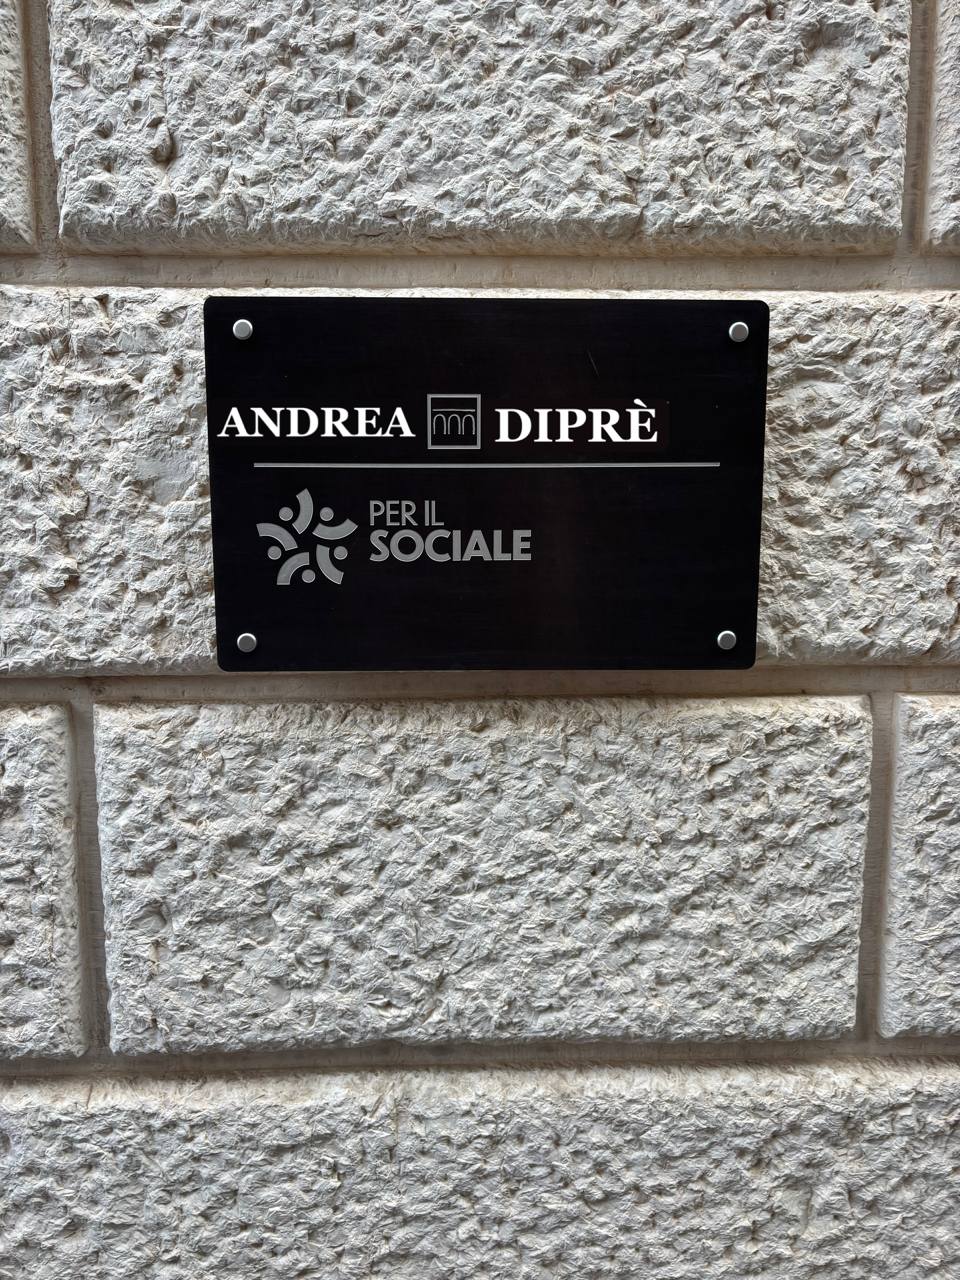 ANDREA DIPRÈ
PER IL
SOCIALE